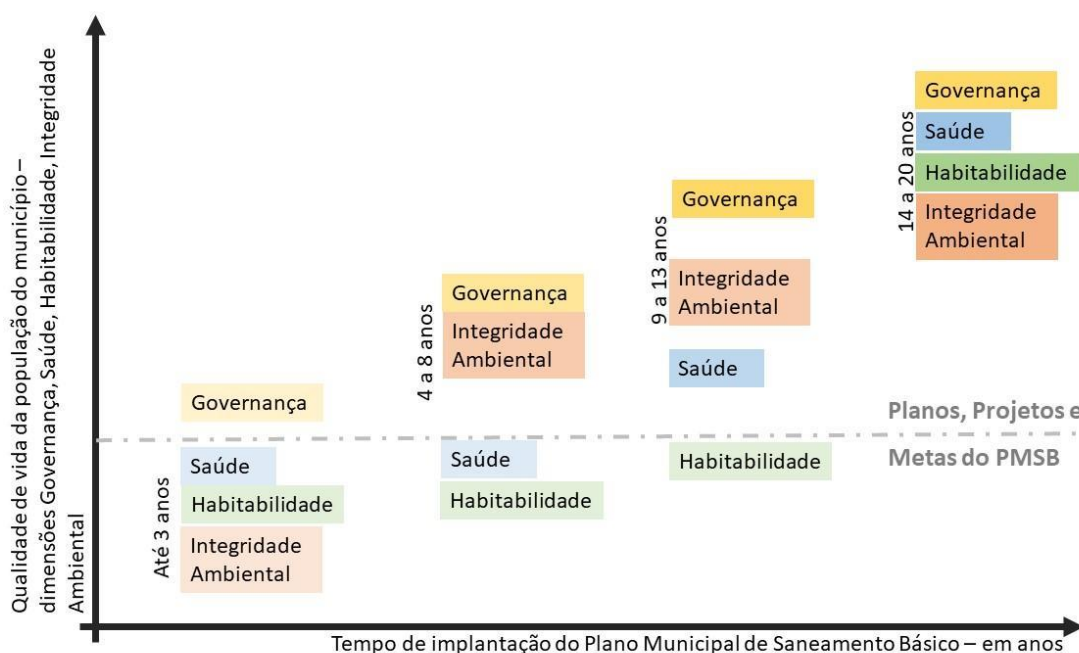 Qualidade de vida da população do município –
dimensões Governança, Saúde, Habitabilidade, Integridade
Ambiental
Até 3 anos
Governança
Saúde
Habitabilidade
Integridade
Ambiental
4 a 8 anos
Governança
Integridade
Ambiental
Saúde
Habitabilidade
9 a 13 anos
Governança
Integridade
Ambiental
Saúde
Habitabilidade
14 a 20 anos
Governança
Saúde
Habitabilidade
Integridade
Ambiental
Planos, Projetos e
Metas do PMSB
Tempo de implantação do Plano Municipal de Saneamento Básico – em anos